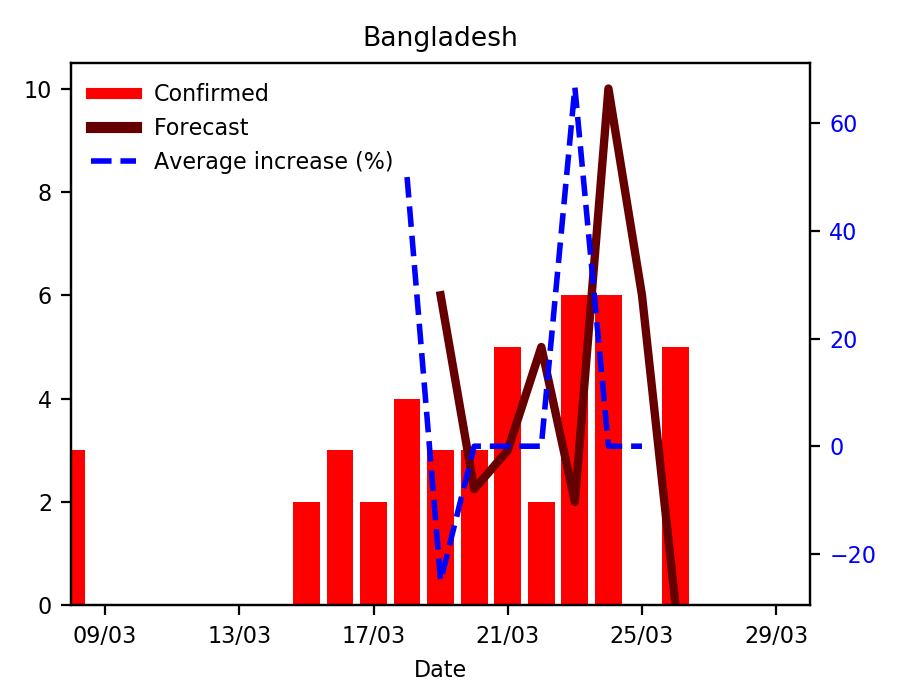 Bangladesh
Confirmed
Forecast
Average increase (%)
10
8
6
4
2
0
60
40
20
0
−20
09/03 13/03 17/03 21/03 25/03 29/03
Date